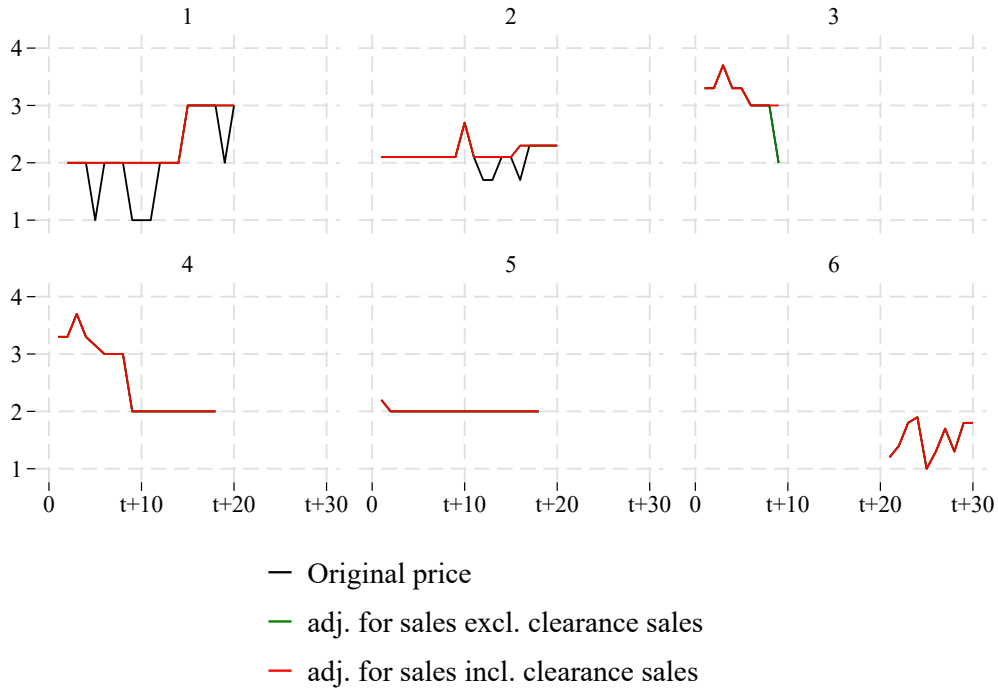 1 2 3
4
3
2
1
4 5 6
4
3
2
1
0 t+10 t+20 t+30 0 t+10 t+20 t+30 0 t+10 t+20 t+30
Original price
adj. for sales excl. clearance sales
adj. for sales incl. clearance sales